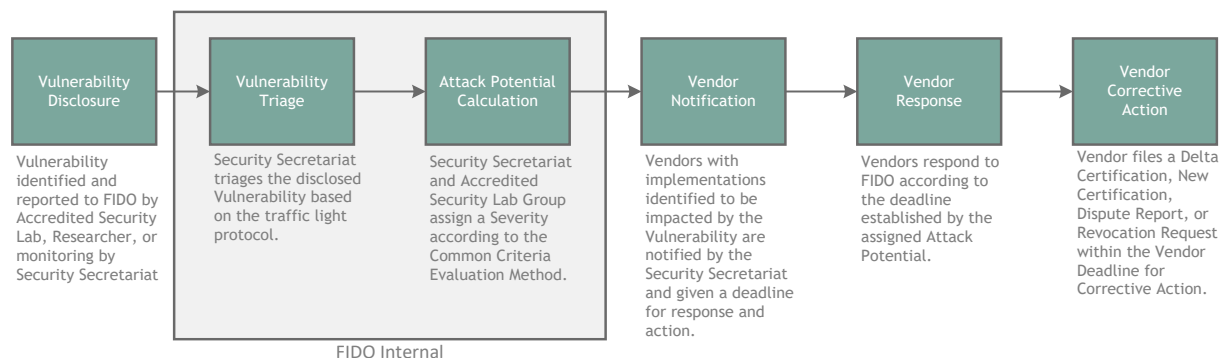 Vulnerability
Disclosure
Vulnerability
Triage
Attack Potential
Calculation
Vendor
Notification
Vendor
Response
Vendor
Corrective
Action
Vulnerability
identified and
reported to FIDO by
Accredited Security
Lab, Researcher, or
monitoring by
Security Secretariat
Security Secretariat
triages the disclosed
Vulnerability based
on the traffic light
protocol.
Security Secretariat
and Accredited
Security Lab Group
assign a Severity
according to the
Common Criteria
Evaluation Method.
Vendors with
implementations
identified to be
impacted by the
Vulnerability are
notified by the
Security Secretariat
and given a deadline
for response and
action.
Vendors respond to
FIDO according to
the deadline
established by the
assigned Attack
Potential.
Vendor files a Delta
Certification, New
Certification,
Dispute Report, or
Revocation Request
within the Vendor
Deadline for
Corrective Action.
FIDO Internal